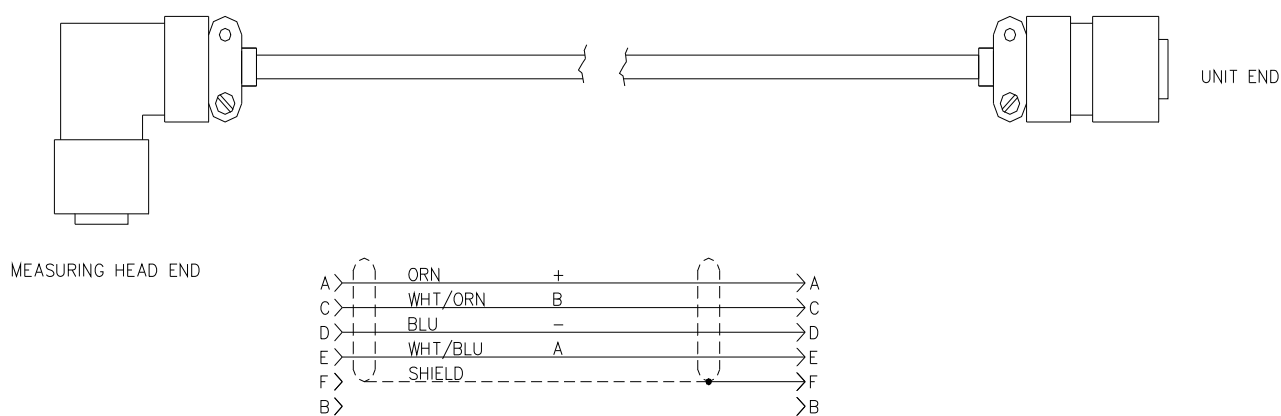 UNIT END
MEASURING HEAD END
A ORN + A
C WHT/ORN B C
D BLU - D
E WHT/BLU A E
F SHIELD F
B B